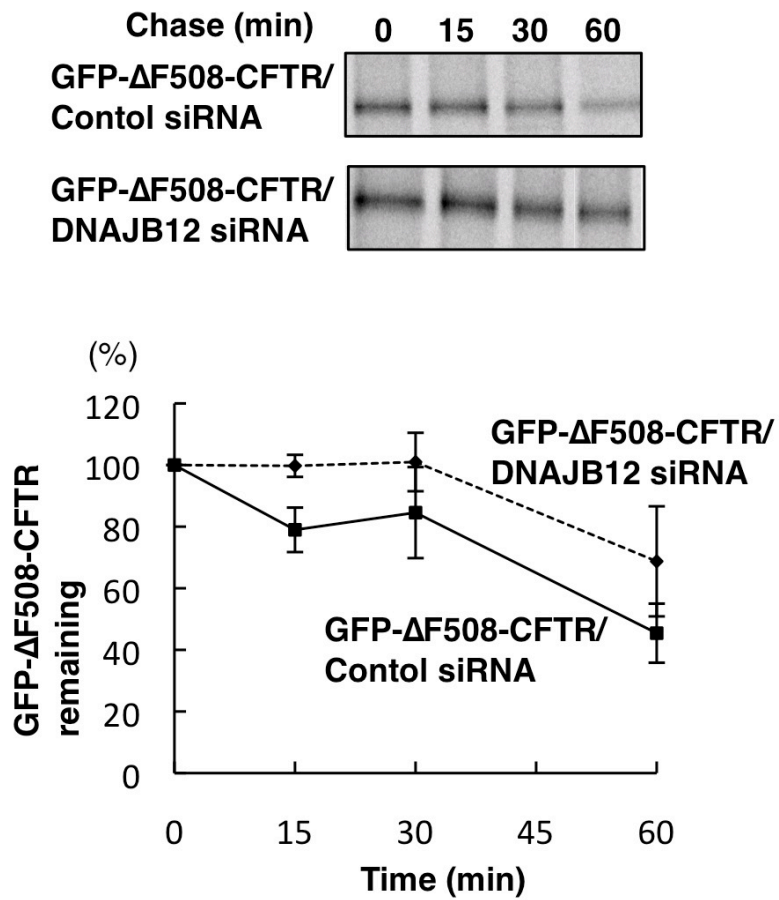 Chase (min) 0 15 30 60
GFP-ΔF508-CFTR/
Contol siRNA
GFP-ΔF508-CFTR/
DNAJB12 siRNA
(%)
120
100
80
60
40
20
0
GFP-ΔF508-CFTR
remaining
GFP-ΔF508-CFTR/
DNAJB12 siRNA
GFP-ΔF508-CFTR/
Contol siRNA
0 15 30 45 60
Time (min)